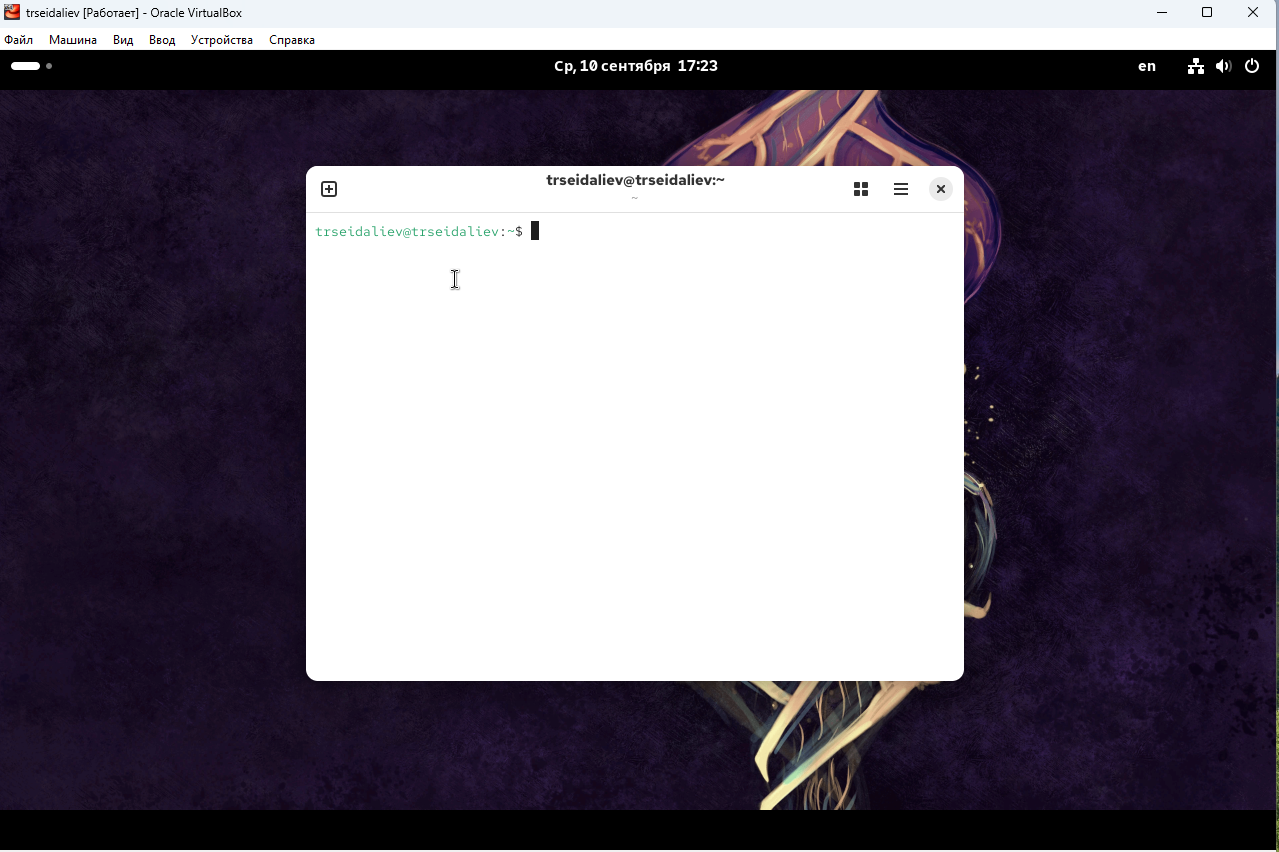 trseidaliev [Работает] - Oracle VirtualBox
Файл Машина Вид Ввод Устройства Справка
Ср, 10 сентября 17:23 en
trseidaliev@trseidaliev:~
~
trseidaliev@trseidaliev:~$